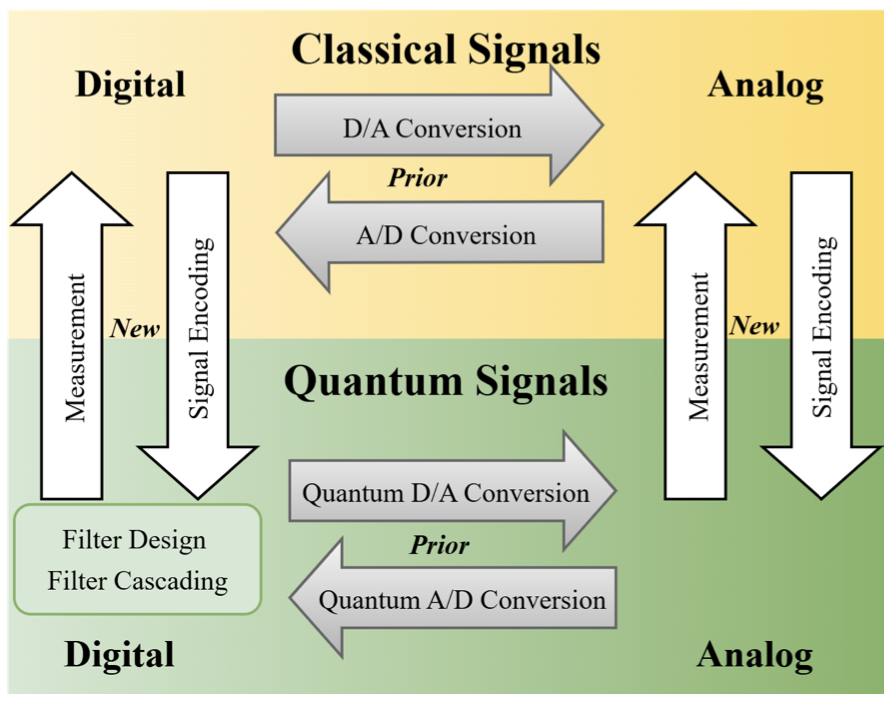 Classical Signals
Digital
Analog
D/A Conversion
Prior
A/D Conversion
Measurement
New
Signal Encoding
Measurement
New
Signal Encoding
Quantum Signals
Quantum D/A Conversion
Prior
Quantum A/D Conversion
Filter Design
Filter Cascading
Digital
Analog